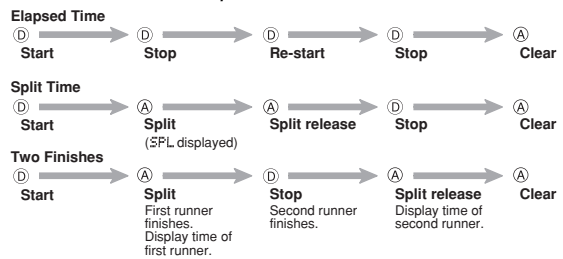 Elapsed Time
Ⓓ Ⓓ Ⓓ Ⓓ Ⓐ
Start Stop Re-start Stop Clear
Split Time
Ⓓ Ⓐ Ⓐ Ⓓ Ⓐ
Start Split Split release Stop Clear
(SPL displayed)
Two Finishes
Ⓓ Ⓐ Ⓓ Ⓐ Ⓐ
Start Split Stop Split release Clear
First runner Second runner Display time of
finishes. finishes. second runner.
Display time of
first runner.